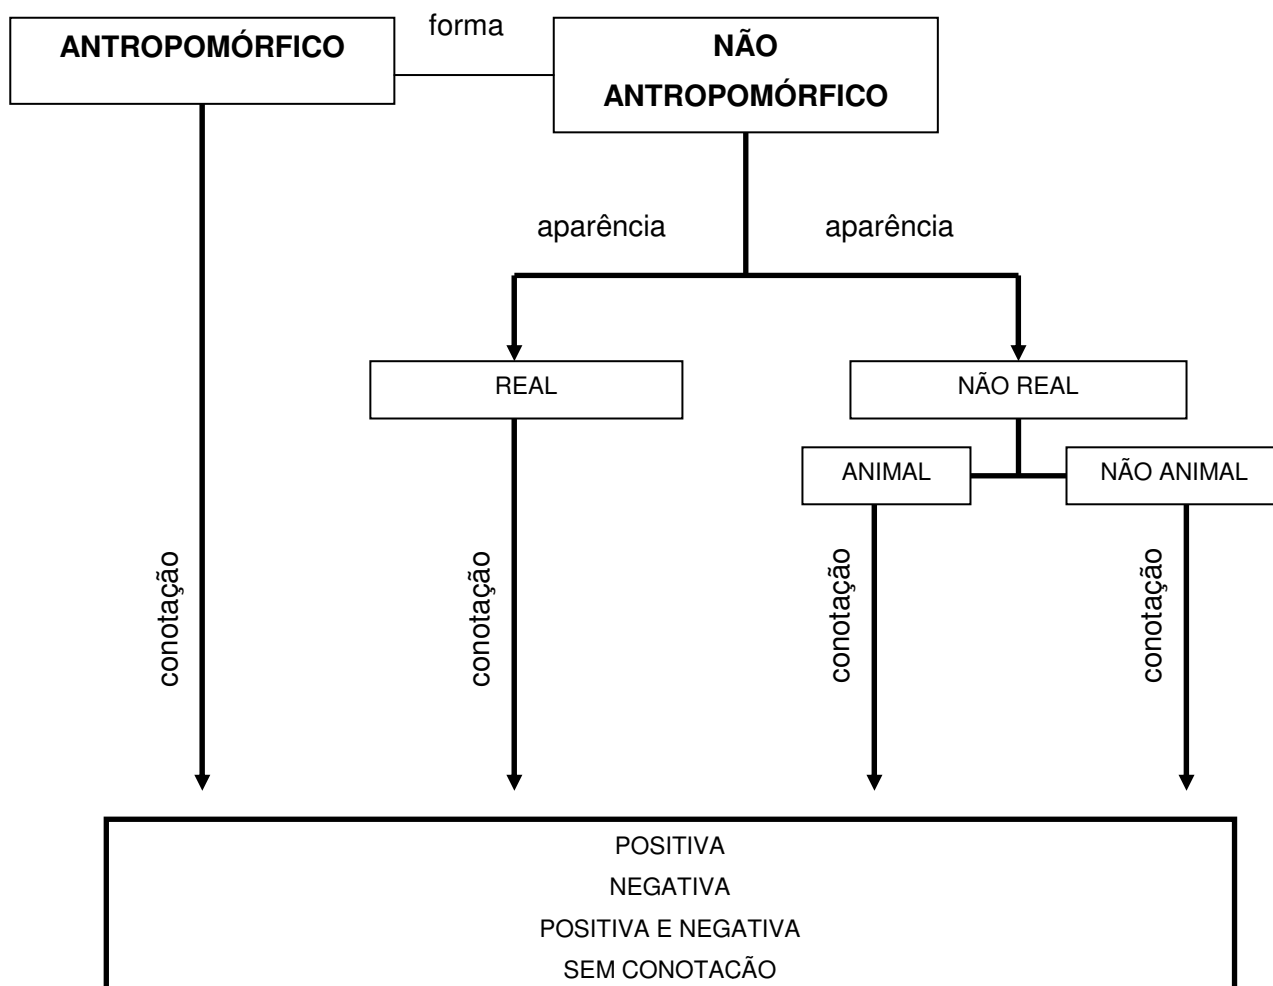 ANTROPOMÓRFICO
forma
NÃO
ANTROPOMÓRFICO
aparência
aparência
REAL
NÃO REAL
ANIMAL
NÃO ANIMAL
conotação
conotação
conotação
conotação
POSITIVA
NEGATIVA
POSITIVA E NEGATIVA
SEM CONOTAÇÃO